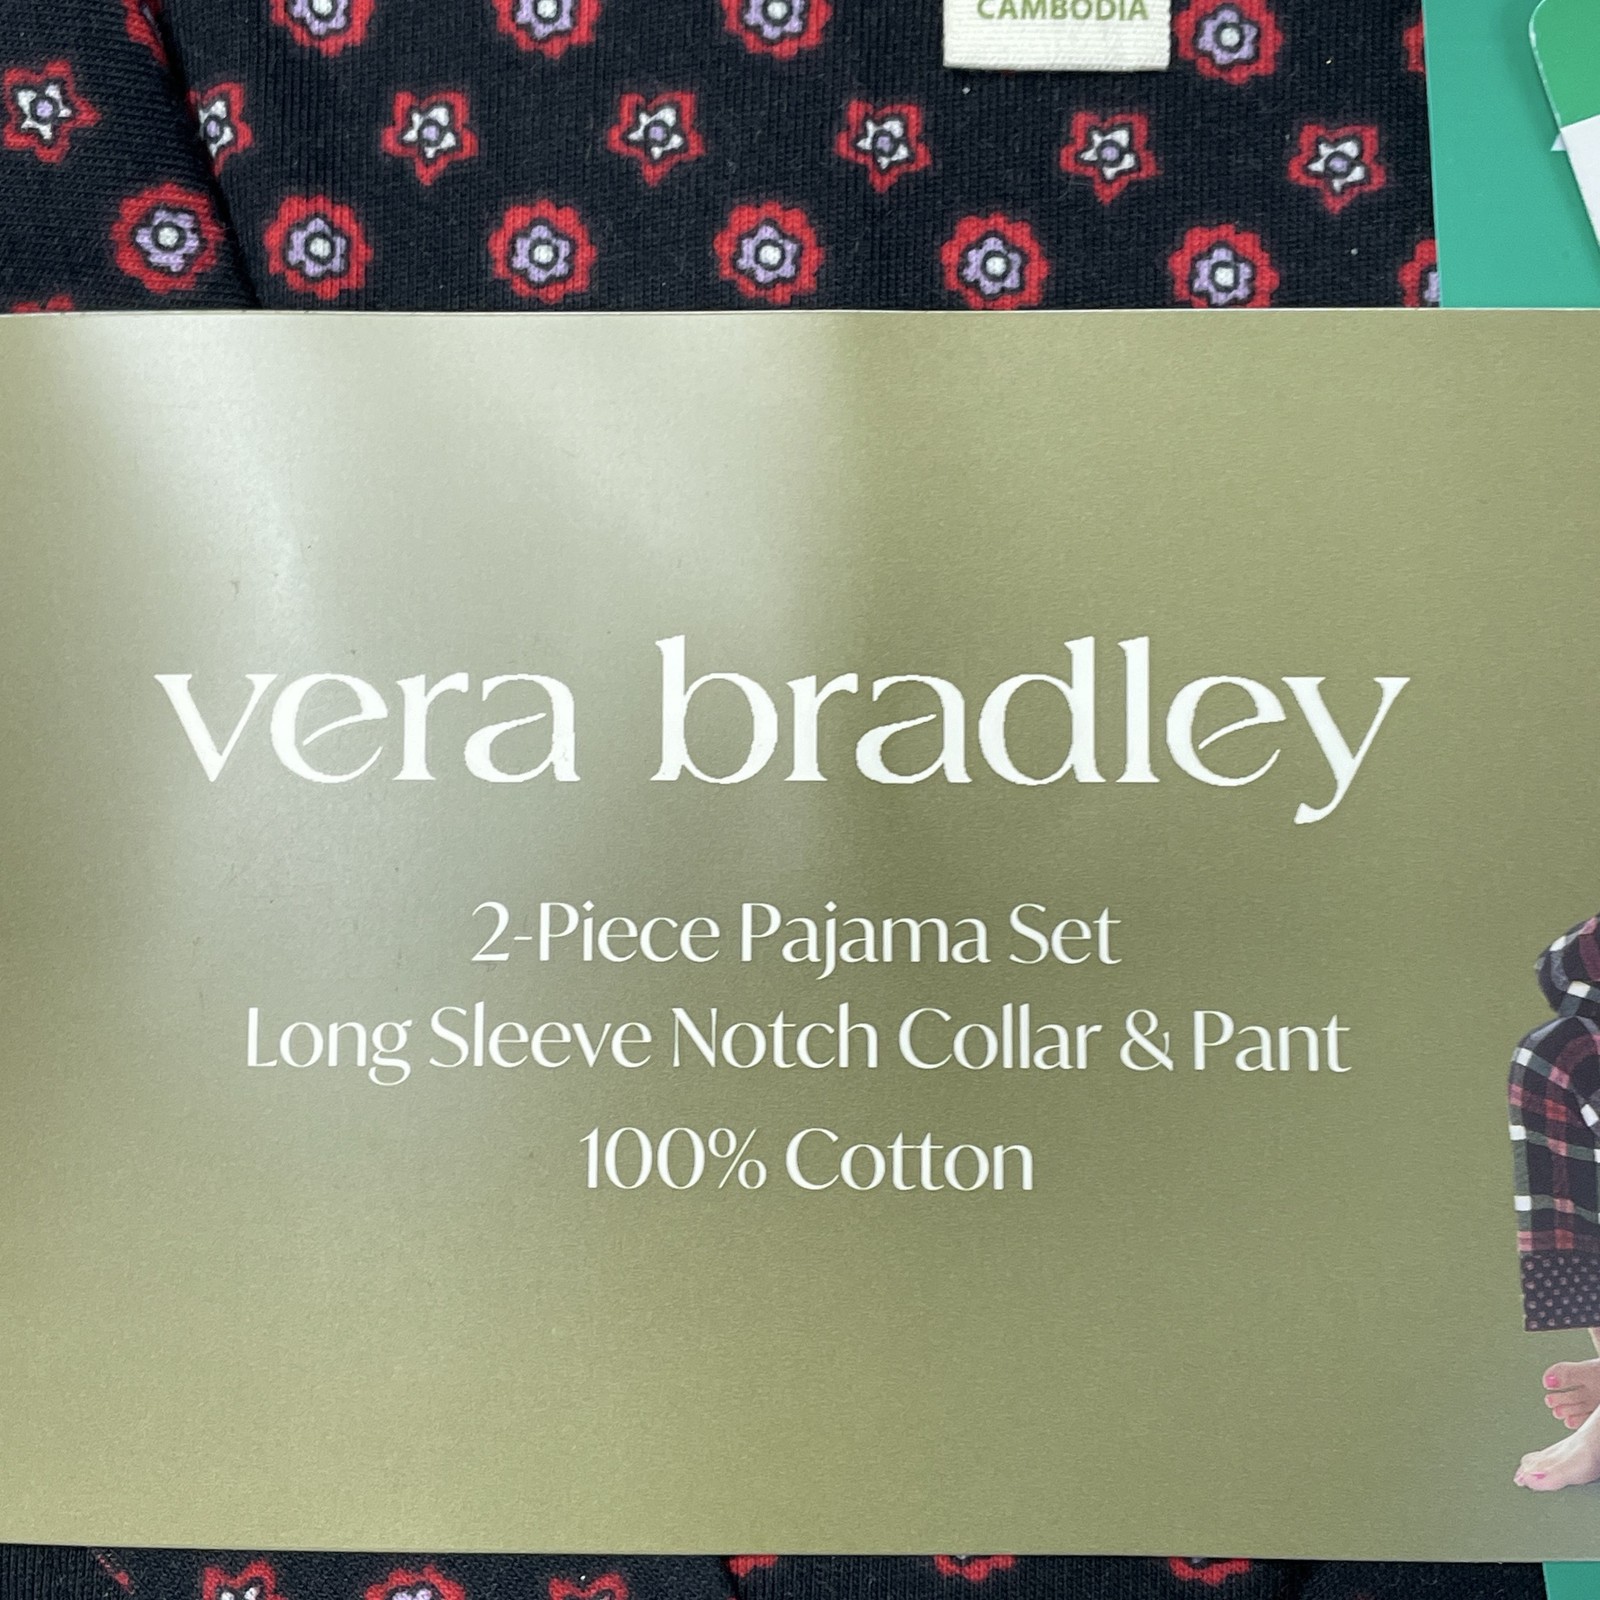 CAMBODIA
vera bradley
2-Piece Pajama Set
Long Sleeve Notch Collar & Pant
100% Cotton